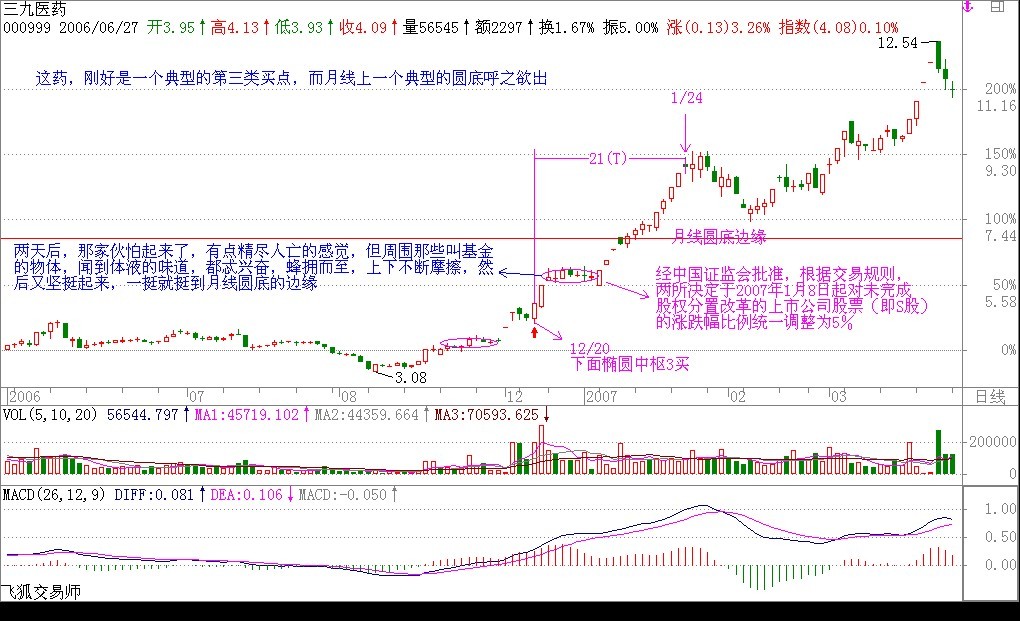 三九医药
000999 2006/06/27 开3.95↑高4.13↑低3.93↑收4.09↑量56545↑额2297↑换1.67% 振5.00% 涨(0.13)3.26% 指数(4.08)0.10%
12.54
这药，刚好是一个典型的第三类买点，而月线上一个典型的圆底呼之欲出
200%
11.16
1/24
21(T)
150%
9.30
100%
7.44
月线圆底边缘
两天后，那家伙怕起来了，有点精尽人亡的感觉，但周围那些叫基金
的物体，闻到体液的味道，都忒兴奋，蜂拥而至，上下不断摩擦，然
后又坚挺起来，一挺就挺到月线圆底的边缘
经中国证监会批准，根据交易规则，
两所决定于2007年1月8日起对未完成
股权分置改革的上市公司股票（即S股）
的涨跌幅比例统一调整为5%
50%
5.58
12/20
下面椭圆中枢3买
0%
3.08
2006 07 08 12 2007 02 03 日线
VOL(5,10,20) 56544.797↑MA1:45719.102↑MA2:44359.664↑MA3:70593.625↓
200000
0
MACD(26,12,9) DIFF:0.081↑DEA:0.106↓MACD:-0.050↑
1.00
0.50
0.00
飞狐交易师